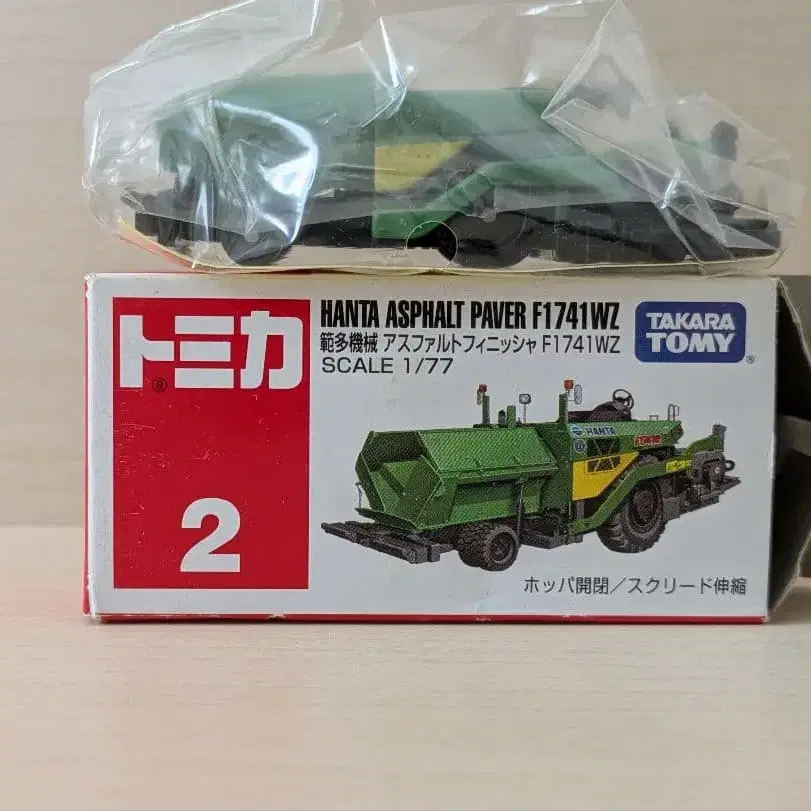 トミカ®
2
HANTA ASPHALT PAVER F1741WZ
範多機械 アスファルトフィニッシャ F1741WZ
SCALE 1/77
TAKARA
TOMY®
HANTA
ホッパ開閉／スクリード伸縮